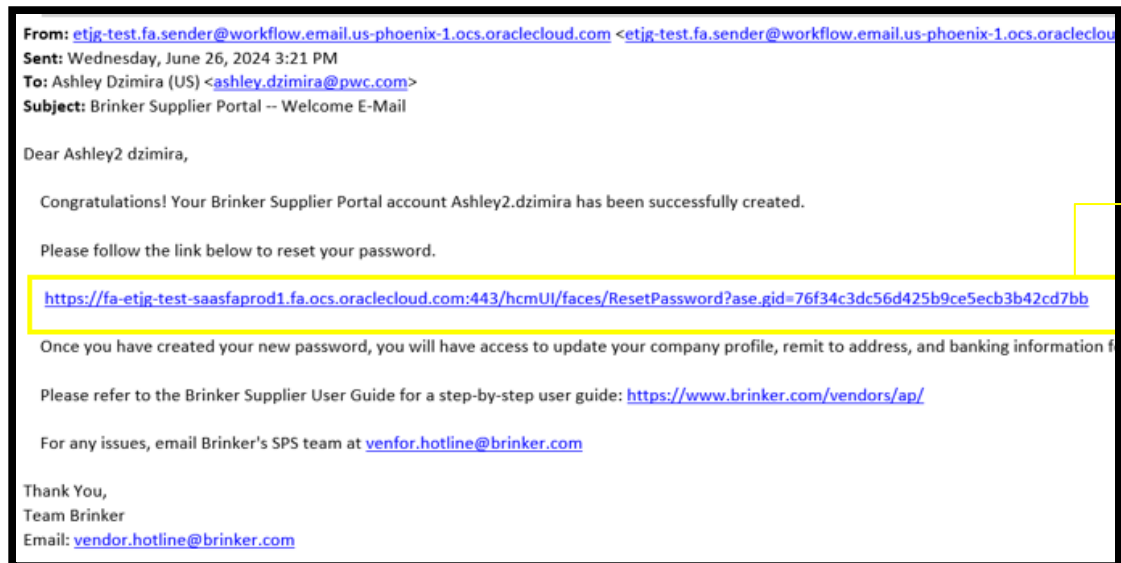 From: etjg-test.fa.sender@workflow.email.us-phoenix-1.ocs.oraclecloud.com <etjg-test.fa.sender@workflow.email.us-phoenix-1.ocs.oracleclou
Sent: Wednesday, June 26, 2024 3:21 PM
To: Ashley Dzimira (US) <ashley.dzimira@pwc.com>
Subject: Brinker Supplier Portal -- Welcome E-Mail
Dear Ashley2 dzimira,
Congratulations! Your Brinker Supplier Portal account Ashley2.dzimira has been successfully created.
Please follow the link below to reset your password.
https://fa-etjg-test-saasfaprod1.fa.ocs.oraclecloud.com:443/hcmUI/faces/ResetPassword?ase.gid=76f34c3dc56d425b9ce5ecb3b42cd7bb
Once you have created your new password, you will have access to update your company profile, remit to address, and banking information f
Please refer to the Brinker Supplier User Guide for a step-by-step user guide: https://www.brinker.com/vendors/ap/
For any issues, email Brinker's SPS team at venfor.hotline@brinker.com
Thank You,
Team Brinker
Email: vendor.hotline@brinker.com